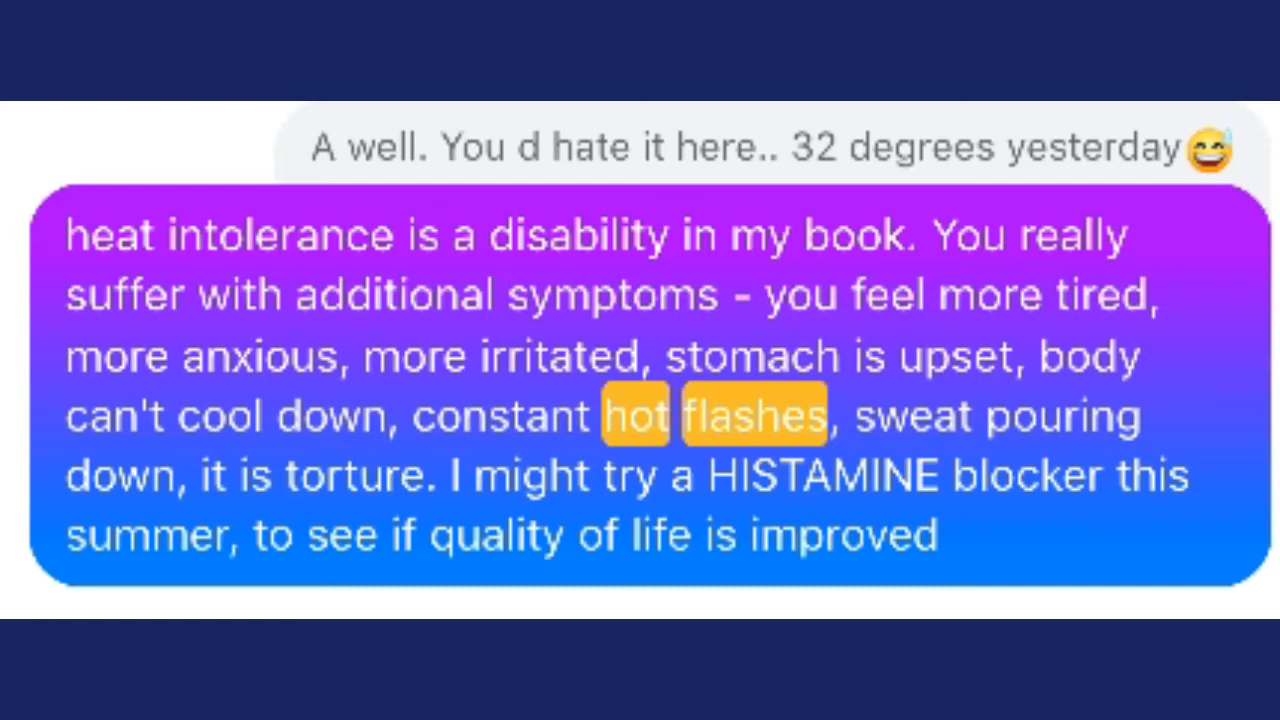 A well. You d hate it here.. 32 degrees yesterday😅
heat intolerance is a disability in my book. You really
suffer with additional symptoms - you feel more tired,
more anxious, more irritated, stomach is upset, body
can't cool down, constant hot flashes, sweat pouring
down, it is torture. I might try a HISTAMINE blocker this
summer, to see if quality of life is improved